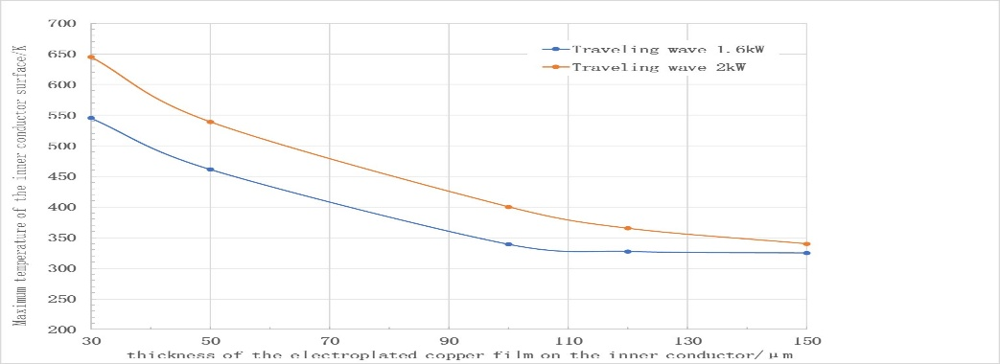 Maximum temperature of the inner conductor surface/K
700
650
600
550
500
450
400
350
300
250
200
Traveling wave 1.6kW
Traveling wave 2kW
30 50 70 90 110 130 150
thickness of the electroplated copper film on the inner conductor/μm